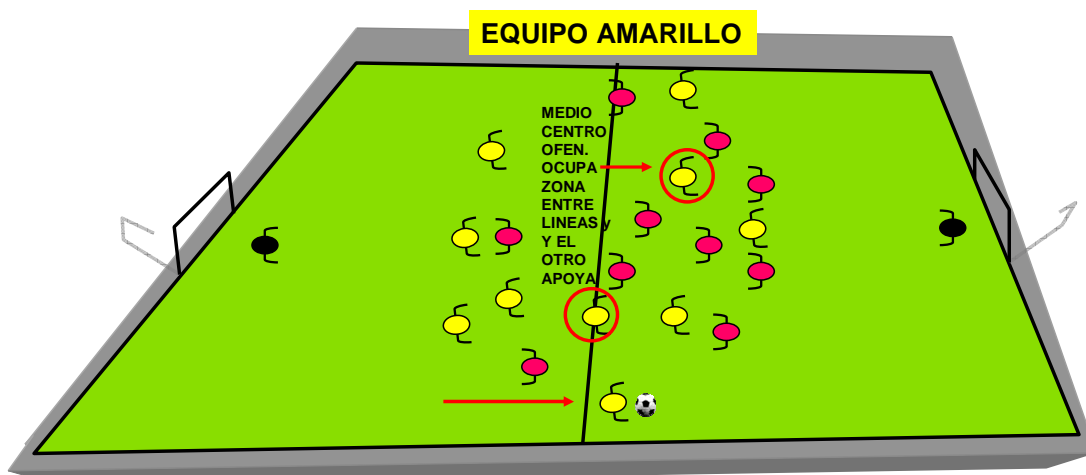 EQUIPO AMARILLO
MEDIO
CENTRO
OFEN.
OCUPA
ZONA
ENTRE
LINEAS y
Y EL
OTRO
APOYA